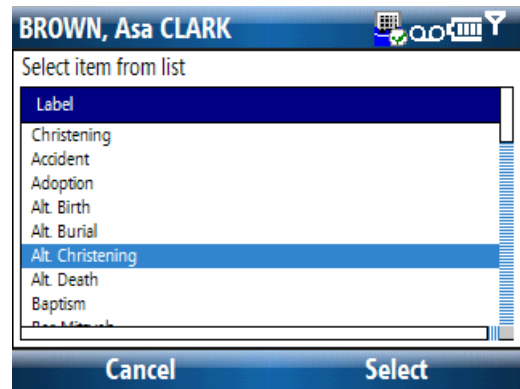 BROWN, Asa CLARK
Select item from list
Label
Christening
Accident
Adoption
Alt. Birth
Alt. Burial
Alt. Christening
Alt. Death
Baptism
Cancel Select